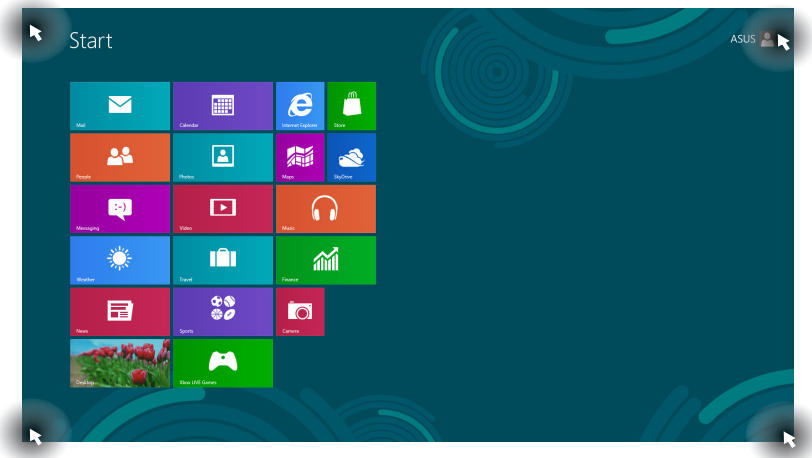 Start
ASUS
Mail
Calendar
Internet Explorer
Store
People
Photos
Maps
SkyDrive
Messaging
:-)
Video
Music
Weather
Travel
Finance
News
Sports
Camera
Desktop
Xbox LIVE Games